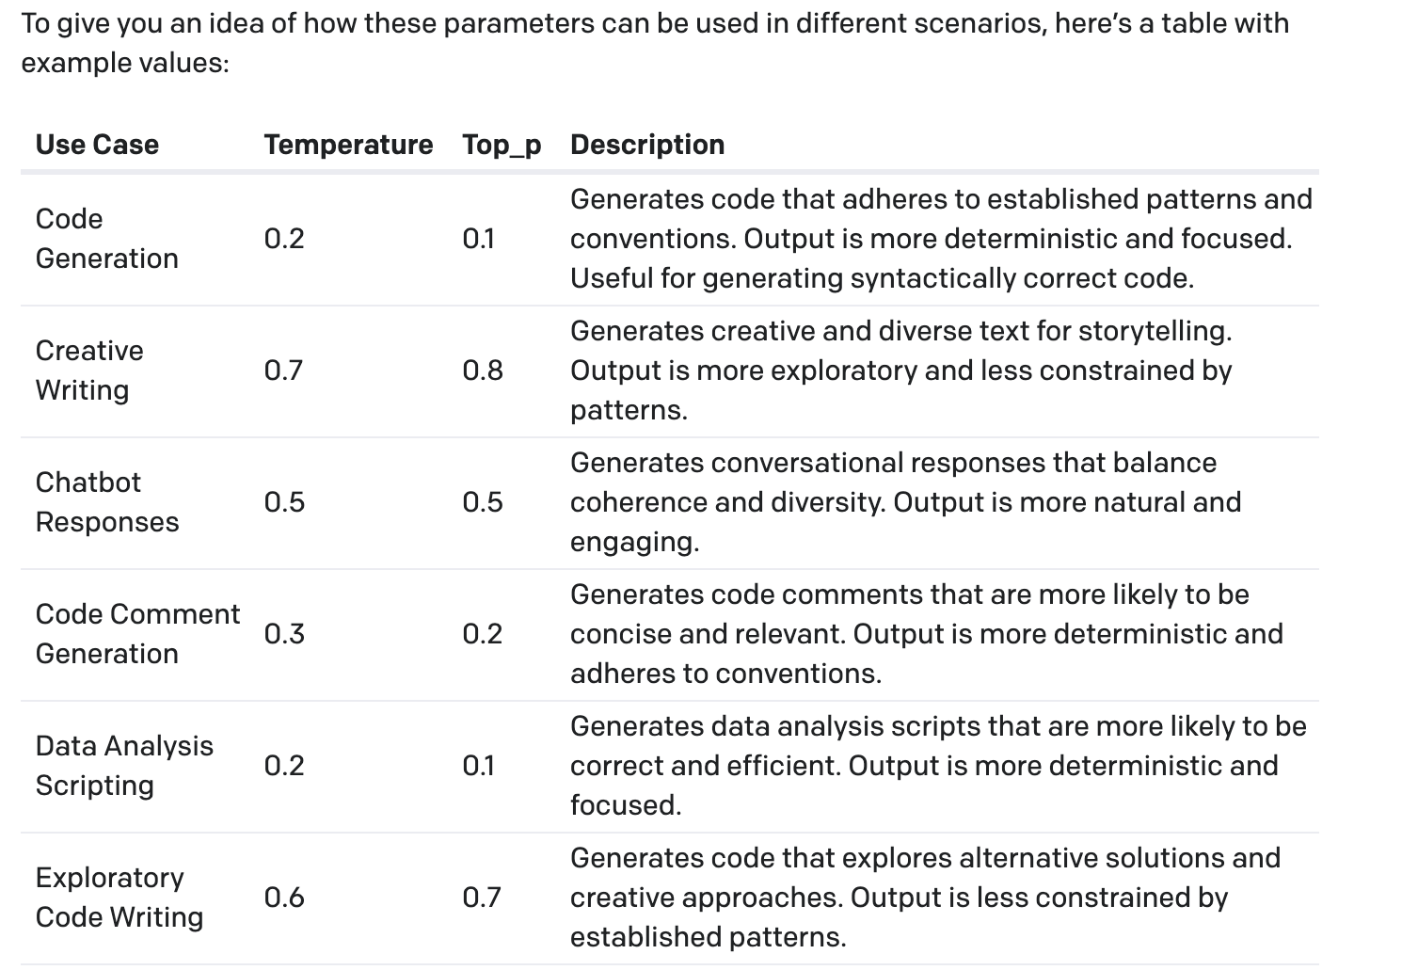 To give you an idea of how these parameters can be used in different scenarios, here’s a table with
example values:
Use Case Temperature Top_p Description
Code
Generation
0.2
0.1
Generates code that adheres to established patterns and
conventions. Output is more deterministic and focused.
Useful for generating syntactically correct code.
Creative
Writing
0.7
0.8
Generates creative and diverse text for storytelling.
Output is more exploratory and less constrained by
patterns.
Chatbot
Responses
0.5
0.5
Generates conversational responses that balance
coherence and diversity. Output is more natural and
engaging.
Code Comment
Generation
0.3
0.2
Generates code comments that are more likely to be
concise and relevant. Output is more deterministic and
adheres to conventions.
Data Analysis
Scripting
0.2
0.1
Generates data analysis scripts that are more likely to be
correct and efficient. Output is more deterministic and
focused.
Exploratory
Code Writing
0.6
0.7
Generates code that explores alternative solutions and
creative approaches. Output is less constrained by
established patterns.